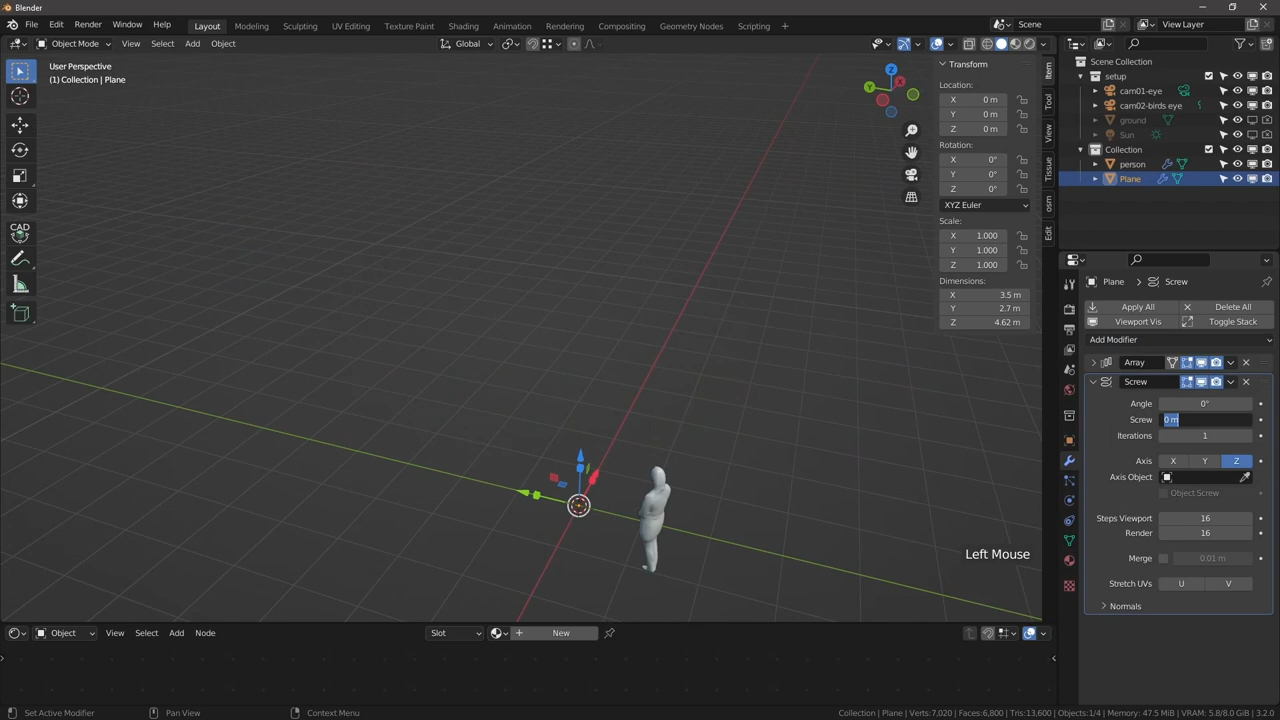 Blender
File Edit Render Window Help
Layout Modeling Sculpting UV Editing Texture Paint Shading Animation Rendering Compositing Geometry Nodes Scripting +
Scene
View Layer
Object Mode View Select Add Object
Global
User Perspective
(1) Collection | Plane
CAD
Z
X
Y
Transform
Location:
X 0 m
Y 0 m
Z 0 m
Rotation:
X 0°
Y 0°
Z 0°
XYZ Euler
Scale:
X 1.000
Y 1.000
Z 1.000
Dimensions:
X 3.5 m
Y 2.7 m
Z 4.62 m
Item
Tool
View
Tissue
osm
Edit
Left Mouse
Scene Collection
setup
cam01-eye
cam02-birds eye
ground
Sun
Collection
person
Plane
Plane Screw
Apply All Delete All
Viewport Vis Toggle Stack
Add Modifier
Array
Screw
Angle 0°
Screw 0 m
Iterations 1
Axis X Y Z
Axis Object
Object Screw
Steps Viewport 16
Render 16
Merge 0.01 m
Stretch UVs U V
Normals
Object View Select Add Node
Slot
+ New
Set Active Modifier
Pan View
Context Menu
Collection | Plane | Verts:7,020 | Faces:6,800 | Tris:13,600 | Objects:1/4 | Memory: 47.5 MiB | VRAM: 5.8/8.0 GiB | 3.2.0